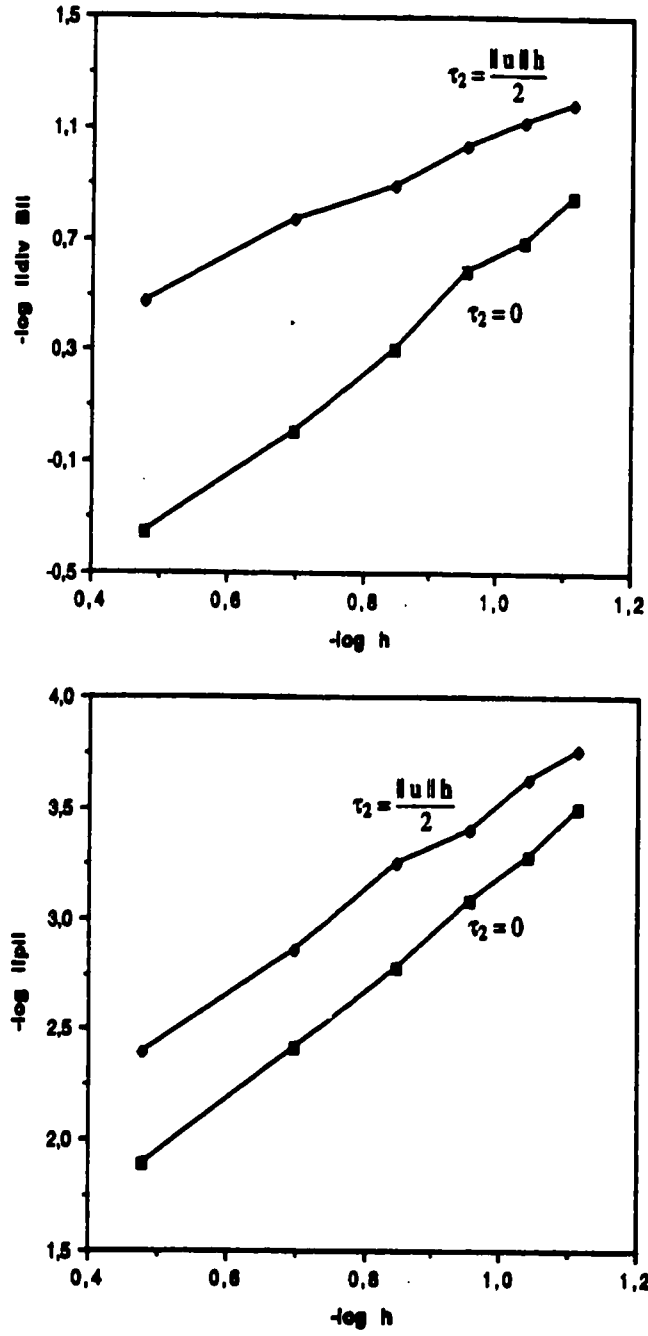 1,5
τ₂ = ‖u‖h / 2
1,1
0,7
-log ||div B||
τ₂ = 0
0,3
-0,1
-0,5
0,4 0,6 0,8 1,0 1,2
-log h
4,0
τ₂ = ‖u‖h / 2
3,5
3,0
τ₂ = 0
-log ||p||
2,5
2,0
1,5
0,4 0,6 0,8 1,0 1,2
-log h